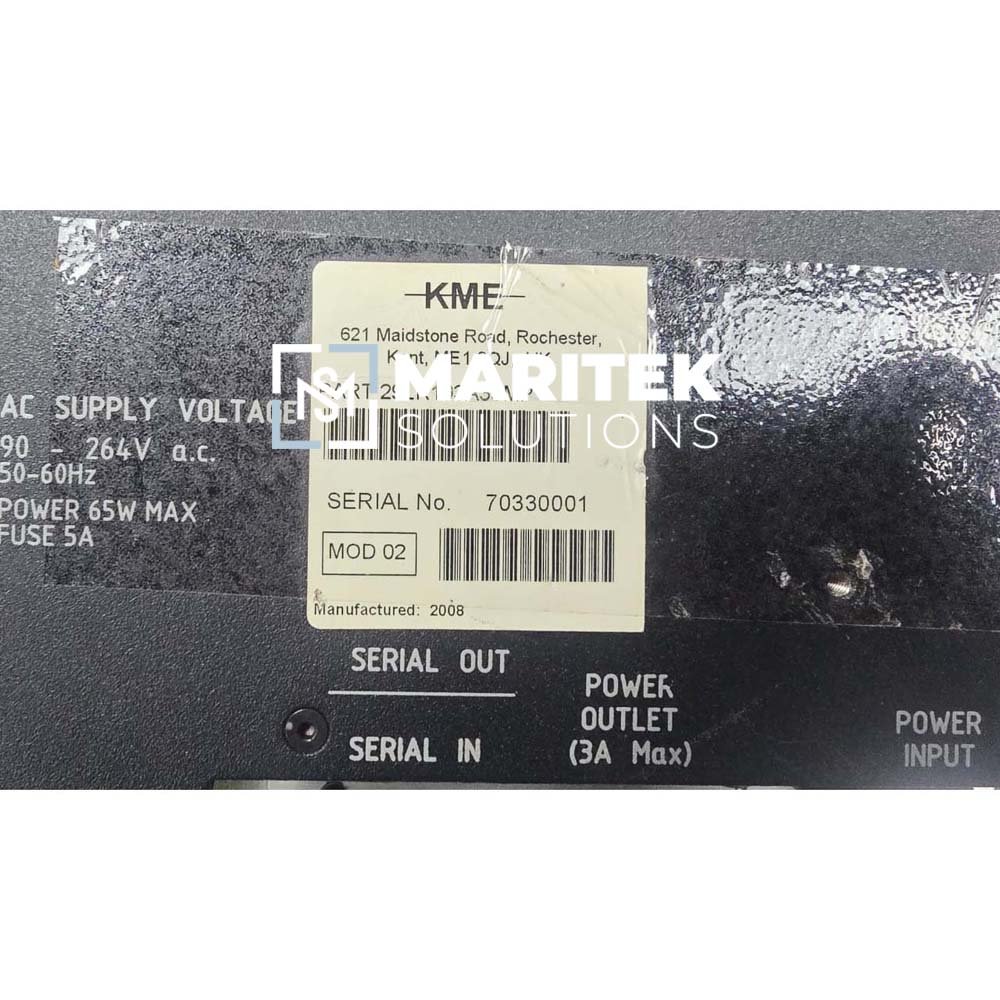 KME
621 Maidstone Road, Rochester,
MARITEK
SOLUTIONS
AC SUPPLY VOLTAGE
90 - 264V a.c.
50-60Hz
POWER 65W MAX
FUSE 5A
SERIAL No. 70330001
MOD 02
Manufactured: 2008
SERIAL OUT
SERIAL IN
POWER
OUTLET
(3A Max)
POWER
INPUT